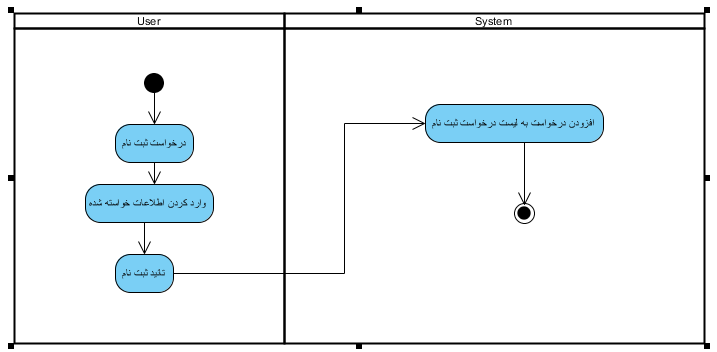 User
System
درخواست ثبت نام
وارد کردن اطلاعات خواسته شده
تائید ثبت نام
افزودن درخواست به لیست درخواست ثبت نام